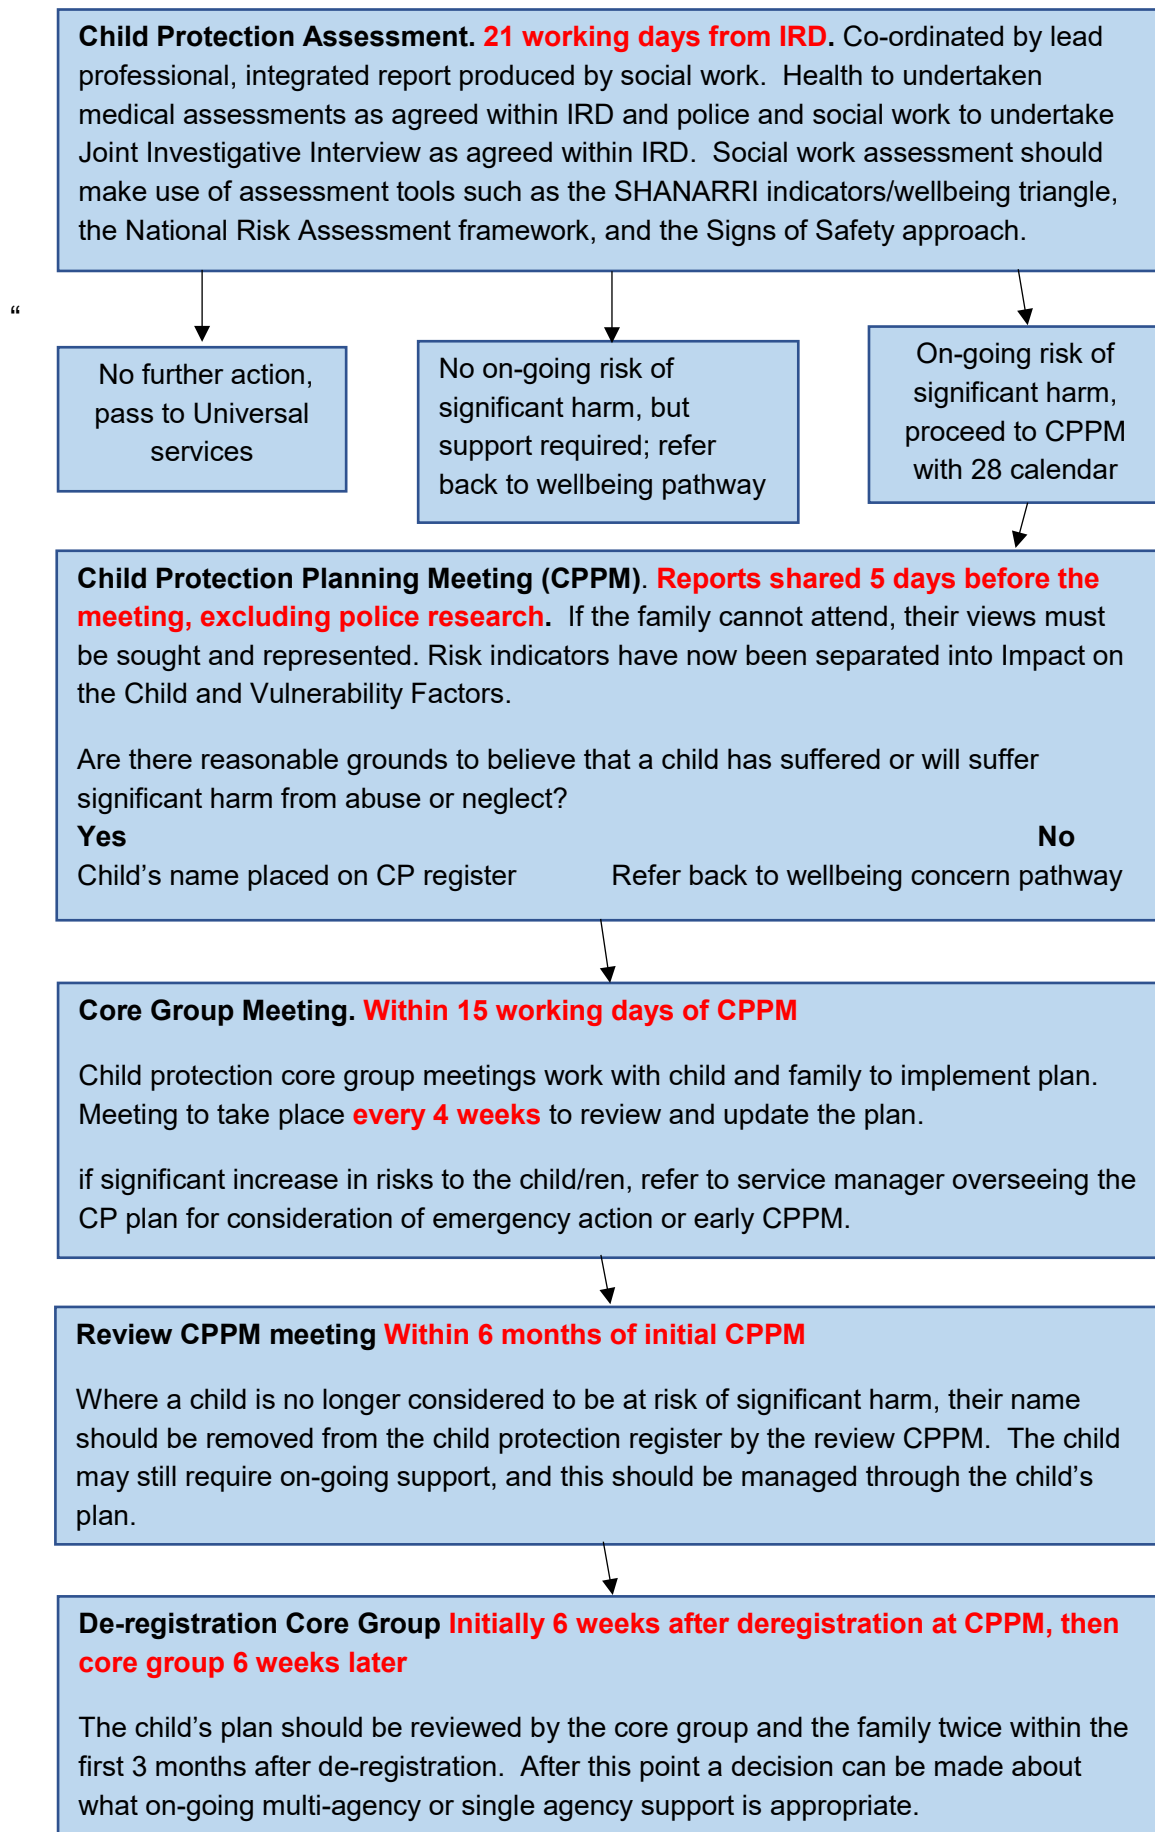 Child Protection Assessment. 21 working days from IRD. Co-ordinated by lead
professional, integrated report produced by social work.  Health to undertaken
medical assessments as agreed within IRD and police and social work to undertake
Joint Investigative Interview as agreed within IRD.  Social work assessment should
make use of assessment tools such as the SHANARRI indicators/wellbeing triangle,
the National Risk Assessment framework, and the Signs of Safety approach.
“
No further action,
pass to Universal
services
No on-going risk of
significant harm, but
support required; refer
back to wellbeing pathway
On-going risk of
significant harm,
proceed to CPPM
with 28 calendar
Child Protection Planning Meeting (CPPM). Reports shared 5 days before the
meeting, excluding police research.  If the family cannot attend, their views must
be sought and represented. Risk indicators have now been separated into Impact on
the Child and Vulnerability Factors.
Are there reasonable grounds to believe that a child has suffered or will suffer
significant harm from abuse or neglect?
Yes No
Child’s name placed on CP register Refer back to wellbeing concern pathway
Core Group Meeting. Within 15 working days of CPPM
Child protection core group meetings work with child and family to implement plan.
Meeting to take place every 4 weeks to review and update the plan.
if significant increase in risks to the child/ren, refer to service manager overseeing the
CP plan for consideration of emergency action or early CPPM.
Review CPPM meeting Within 6 months of initial CPPM
Where a child is no longer considered to be at risk of significant harm, their name
should be removed from the child protection register by the review CPPM.  The child
may still require on-going support, and this should be managed through the child’s
plan.
De-registration Core Group Initially 6 weeks after deregistration at CPPM, then
core group 6 weeks later
The child’s plan should be reviewed by the core group and the family twice within the
first 3 months after de-registration.  After this point a decision can be made about
what on-going multi-agency or single agency support is appropriate.